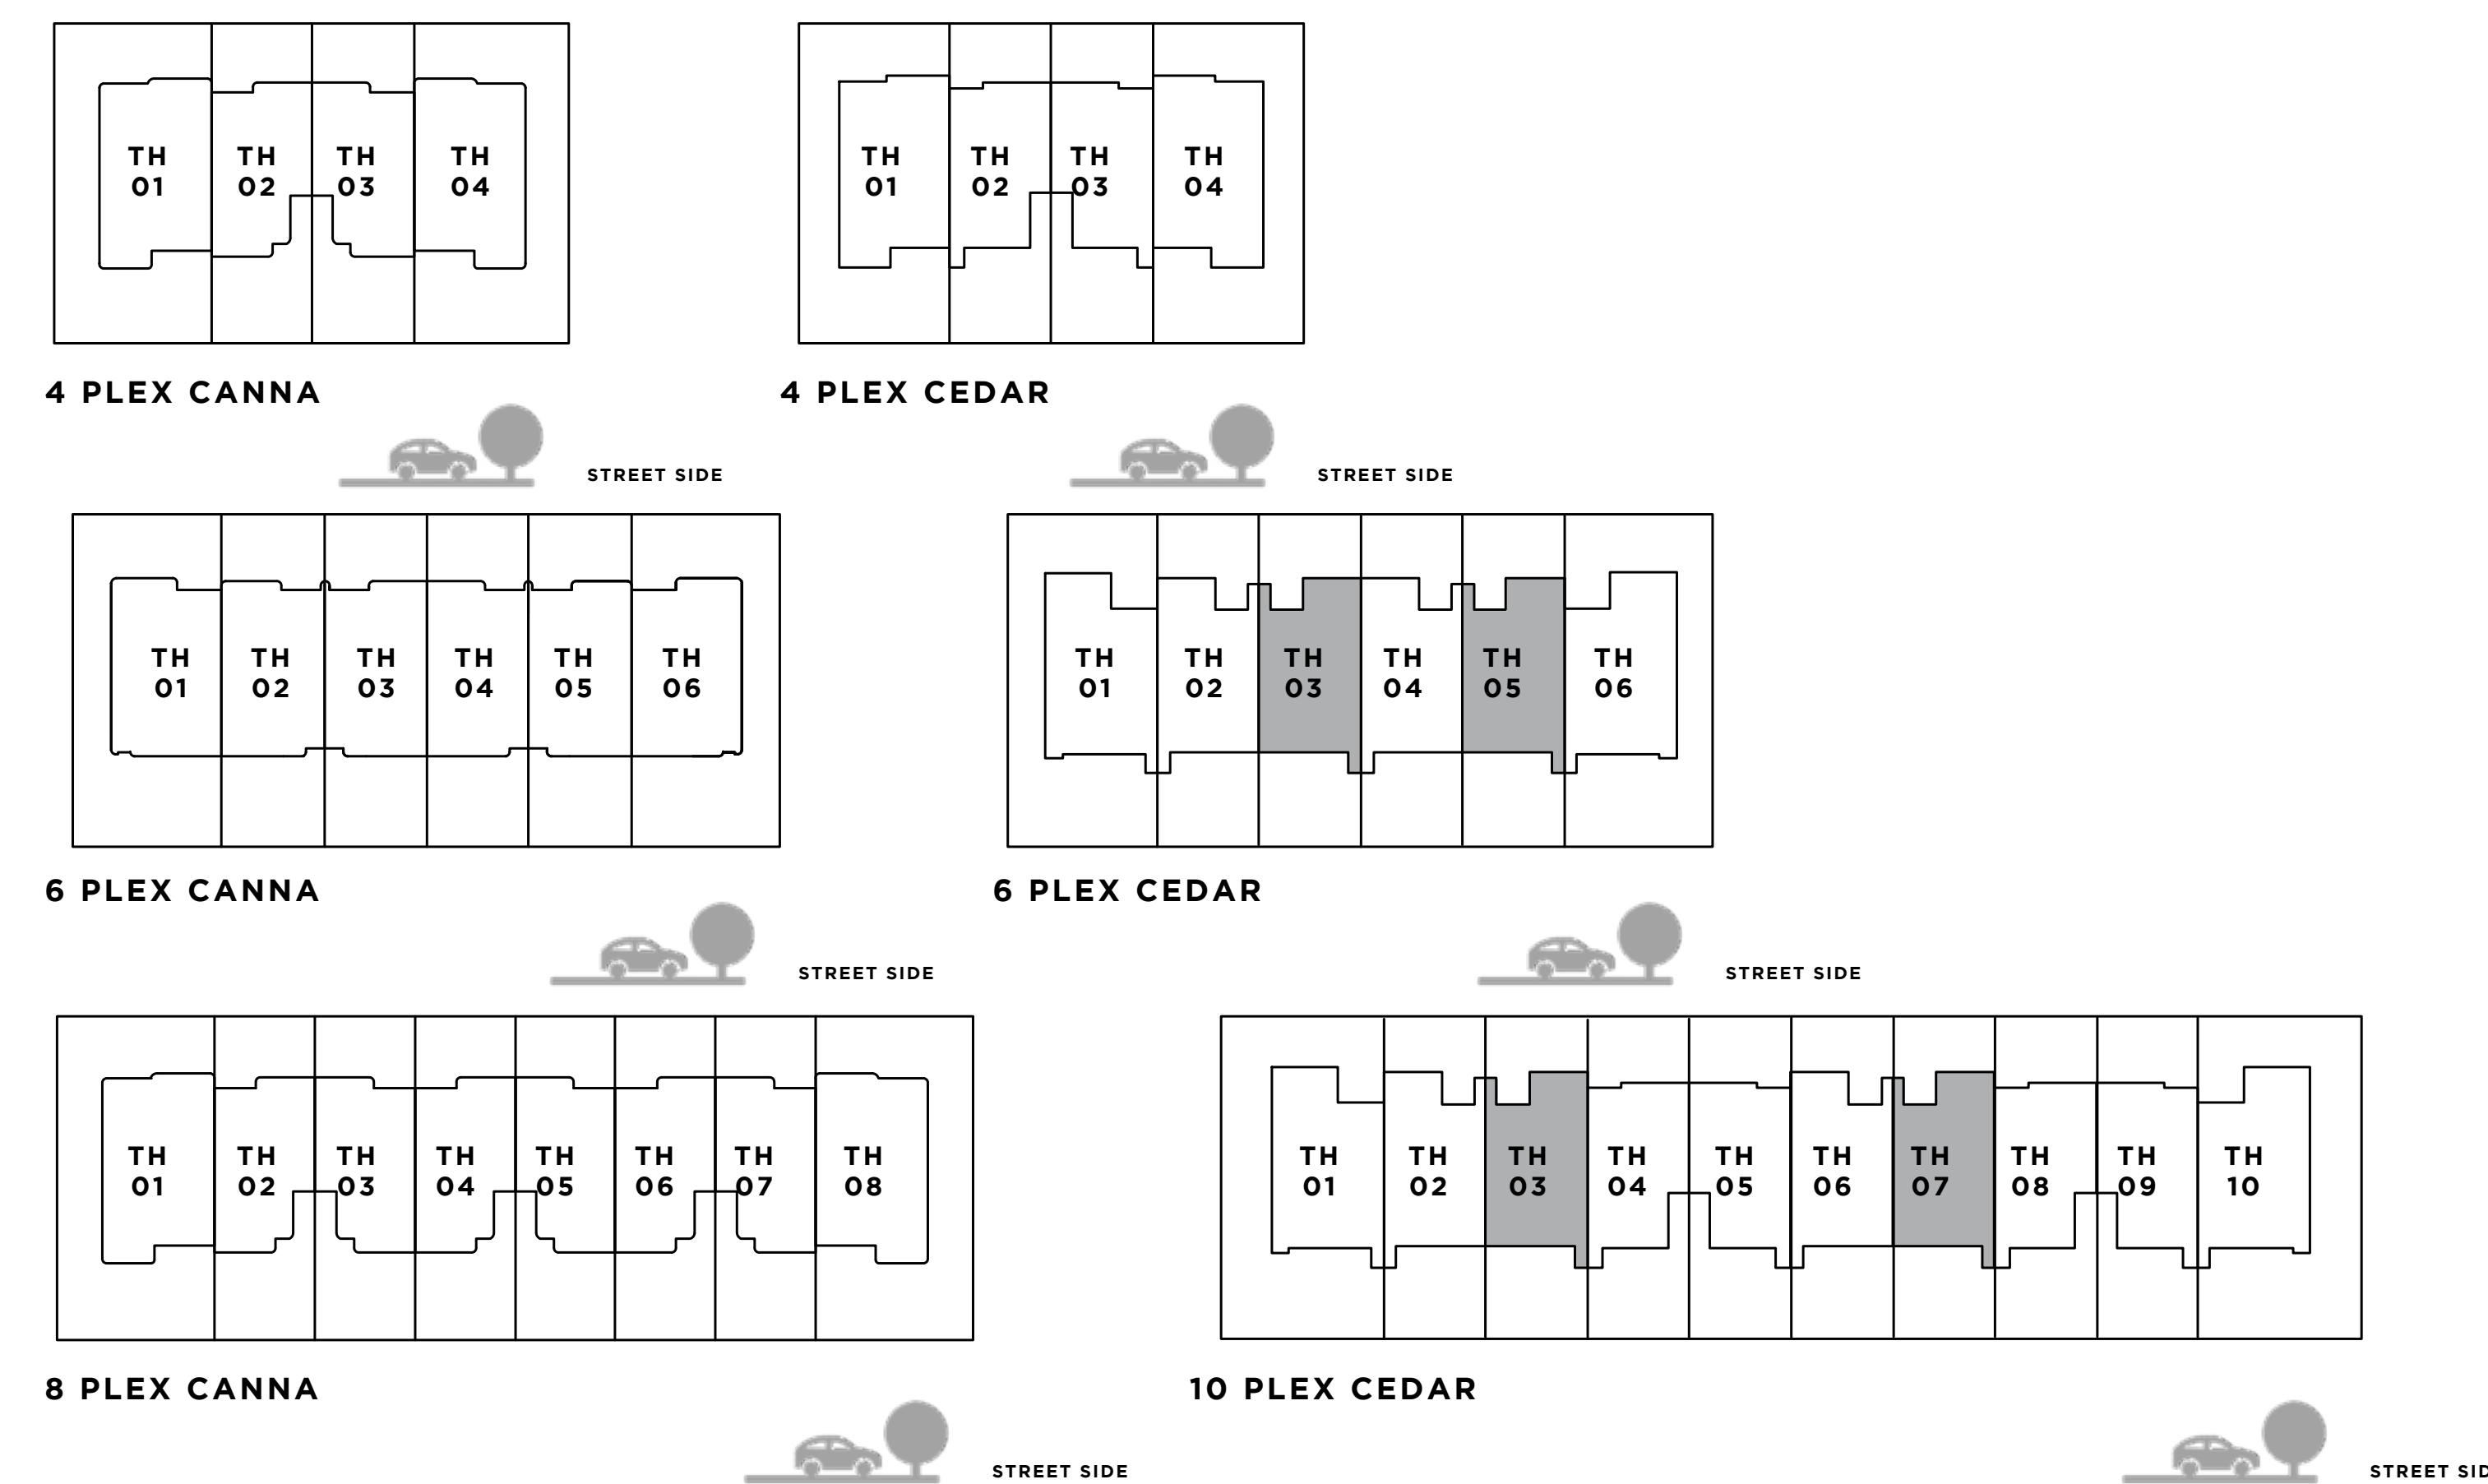 TH TH TH TH
01 02 03 04
4 PLEX CANNA
STREET SIDE
TH TH TH TH
01 02 03 04
4 PLEX CEDAR
STREET SIDE
TH TH TH TH TH TH
01 02 03 04 05 06
6 PLEX CANNA
STREET SIDE
TH TH TH TH TH TH
01 02 03 04 05 06
6 PLEX CEDAR
STREET SIDE
TH TH TH TH TH TH TH TH
01 02 03 04 05 06 07 08
8 PLEX CANNA
STREET SIDE
TH TH TH TH TH TH TH TH TH TH
01 02 03 04 05 06 07 08 09 10
10 PLEX CEDAR
STREET